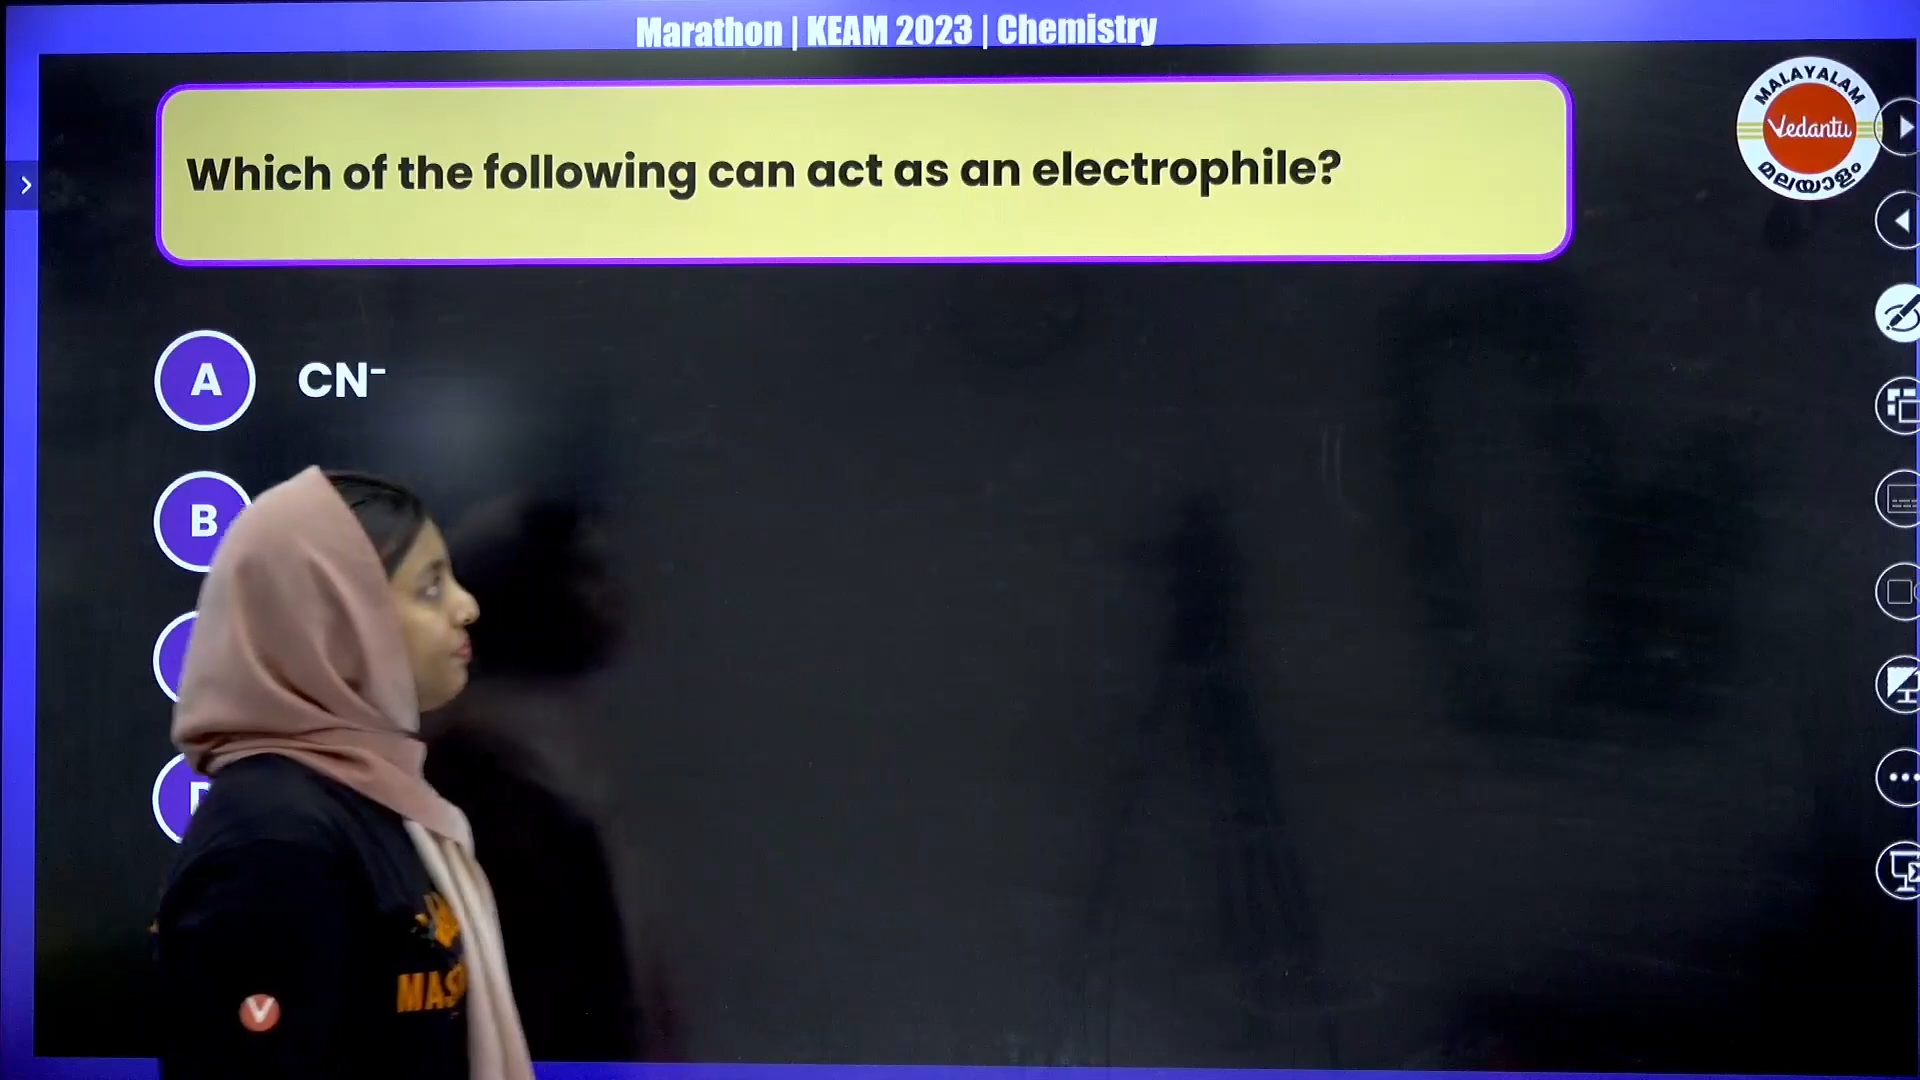 Marathon | KEAM 2023 | Chemistry
MALAYALAM
Vedantu
മലയാളം
Which of the following can act as an electrophile?
A CN⁻
B
V